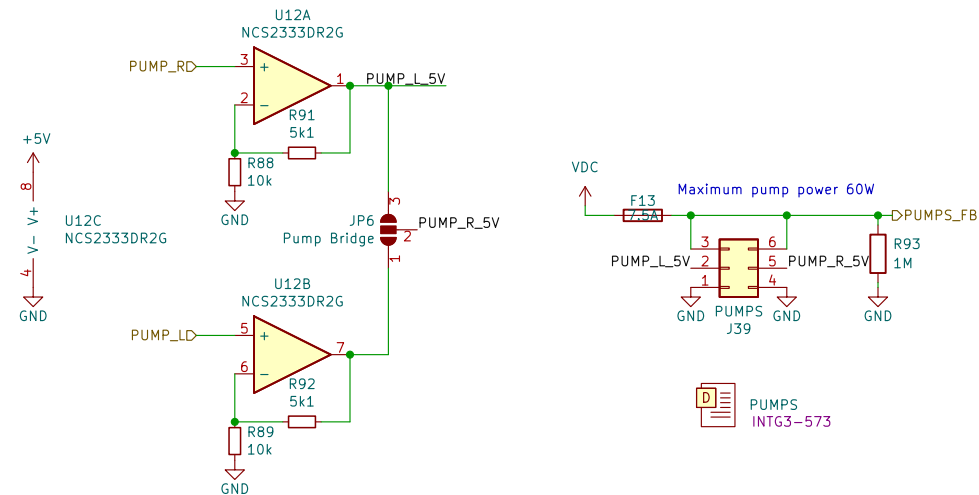 U12A
NCS2333DR2G
PUMP_R
3
+
1
PUMP_L_5V
2
−
R91
5k1
R88
10k
GND
+5V
8
V+
V−
4
GND
U12C
NCS2333DR2G
3
JP6
Pump Bridge
2
PUMP_R_5V
1
U12B
NCS2333DR2G
PUMP_L
5
+
7
6
−
R92
5k1
R89
10k
GND
VDC
Maximum pump power 60W
F13
7.5A
PUMPS_FB
3
6
PUMP_L_5V
2
5
PUMP_R_5V
1
4
R93
1M
GND
PUMPS
J39
GND
GND
D
PUMPS
INTG3-573